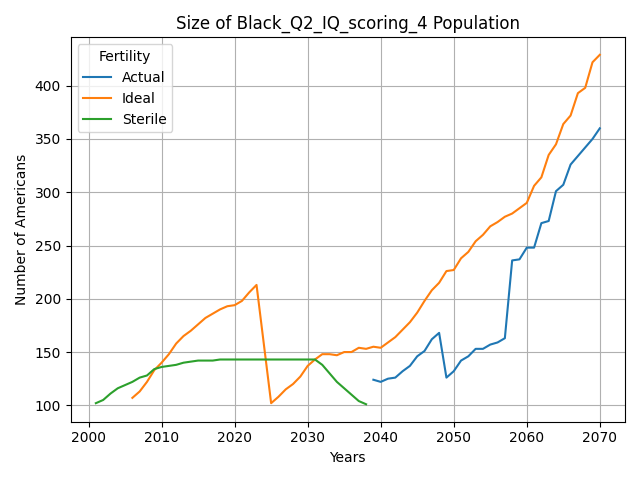 Size of Black_Q2_IQ_scoring_4 Population
Fertility
Actual
Ideal
Sterile
Number of Americans
400
350
300
250
200
150
100
2000 2010 2020 2030 2040 2050 2060 2070
Years